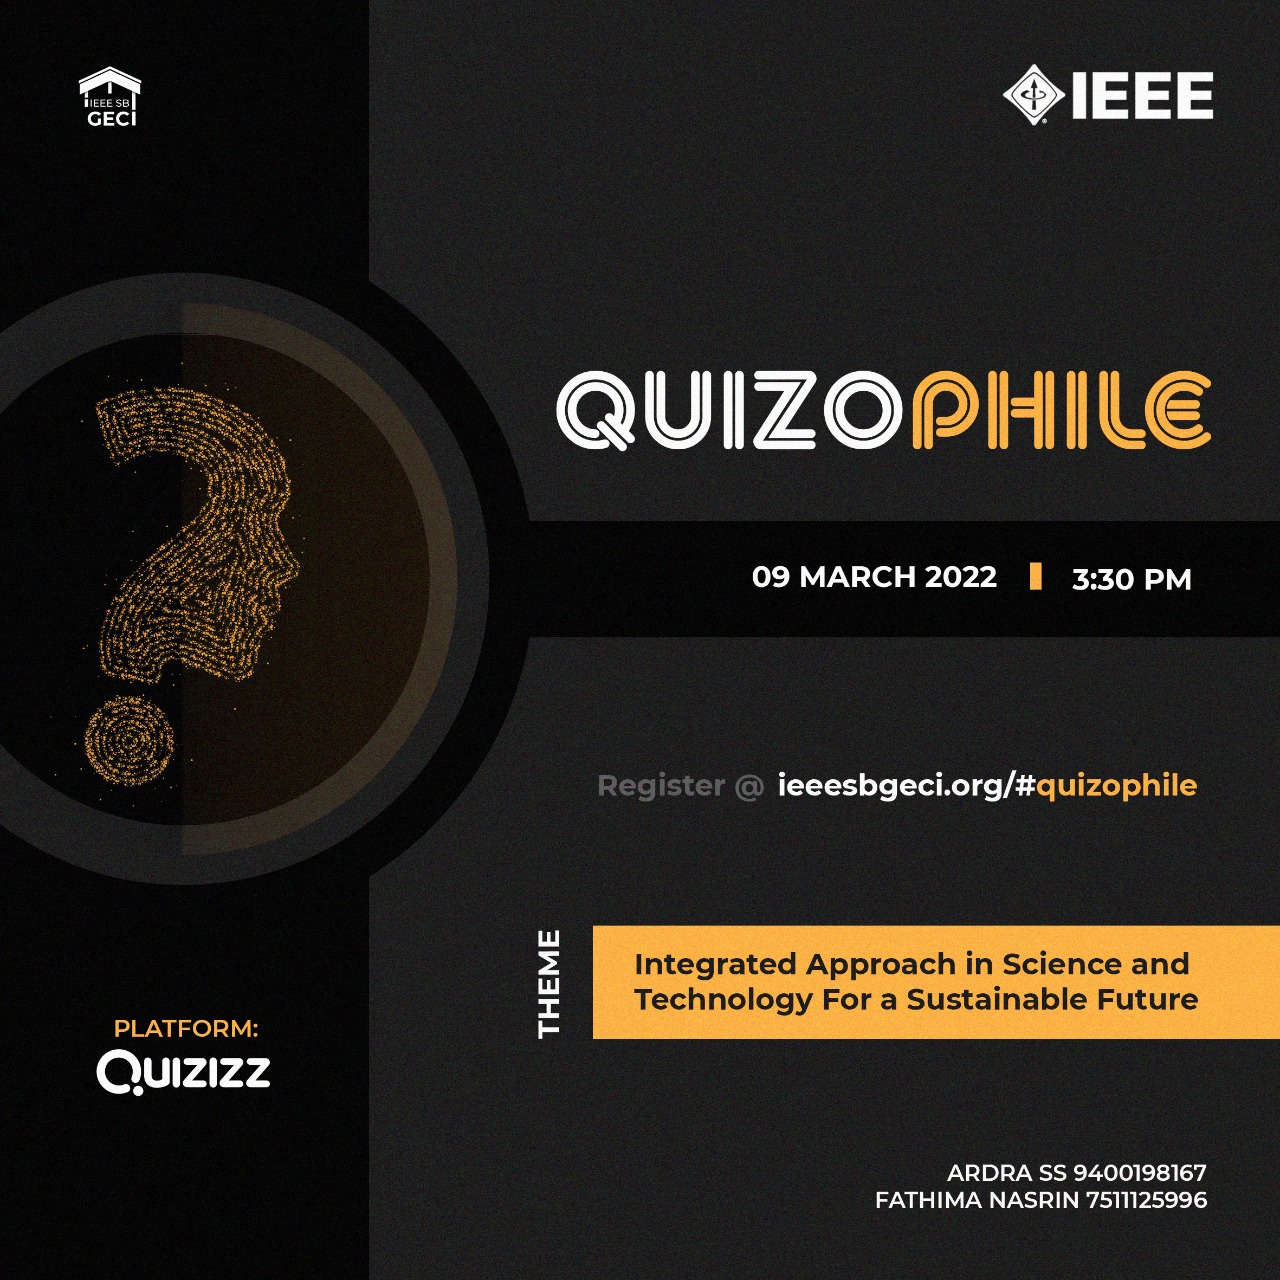 IEEE SB
GECI
IEEE
QUIZOPHILE
09 MARCH 2022
3:30 PM
Register @ ieeesbgeci.org/#quizophile
THEME
Integrated Approach in Science and
Technology For a Sustainable Future
PLATFORM:
QUIZIZZ
ARDRA SS 9400198167
FATHIMA NASRIN 7511125996